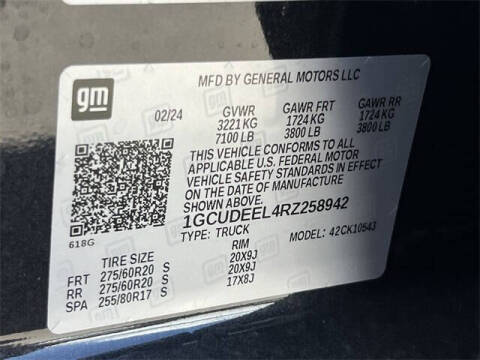 gm
MFD BY GENERAL MOTORS LLC
02/24 GVWR GAWR FRT GAWR RR
3221 KG 1724 KG 1724 KG
7100 LB 3800 LB 3800 LB
THIS VEHICLE CONFORMS TO ALL
APPLICABLE U.S. FEDERAL MOTOR
VEHICLE SAFETY STANDARDS IN EFFECT
ON THE DATE OF MANUFACTURE SHOWN ABOVE.
1GCUDEEL4RZ258942
618G
TYPE: TRUCK MODEL: 42CK10543
TIRE SIZE RIM
FRT 275/60R20 S 20X9J
RR 275/60R20 S 20X9J
SPA 255/80R17 S 17X8J